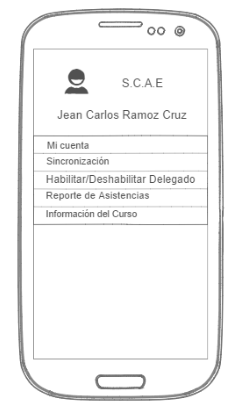 S.C.A.E
Jean Carlos Ramoz Cruz
Mi cuenta
Sincronización
Habilitar/Deshabilitar Delegado
Reporte de Asistencias
Información del Curso